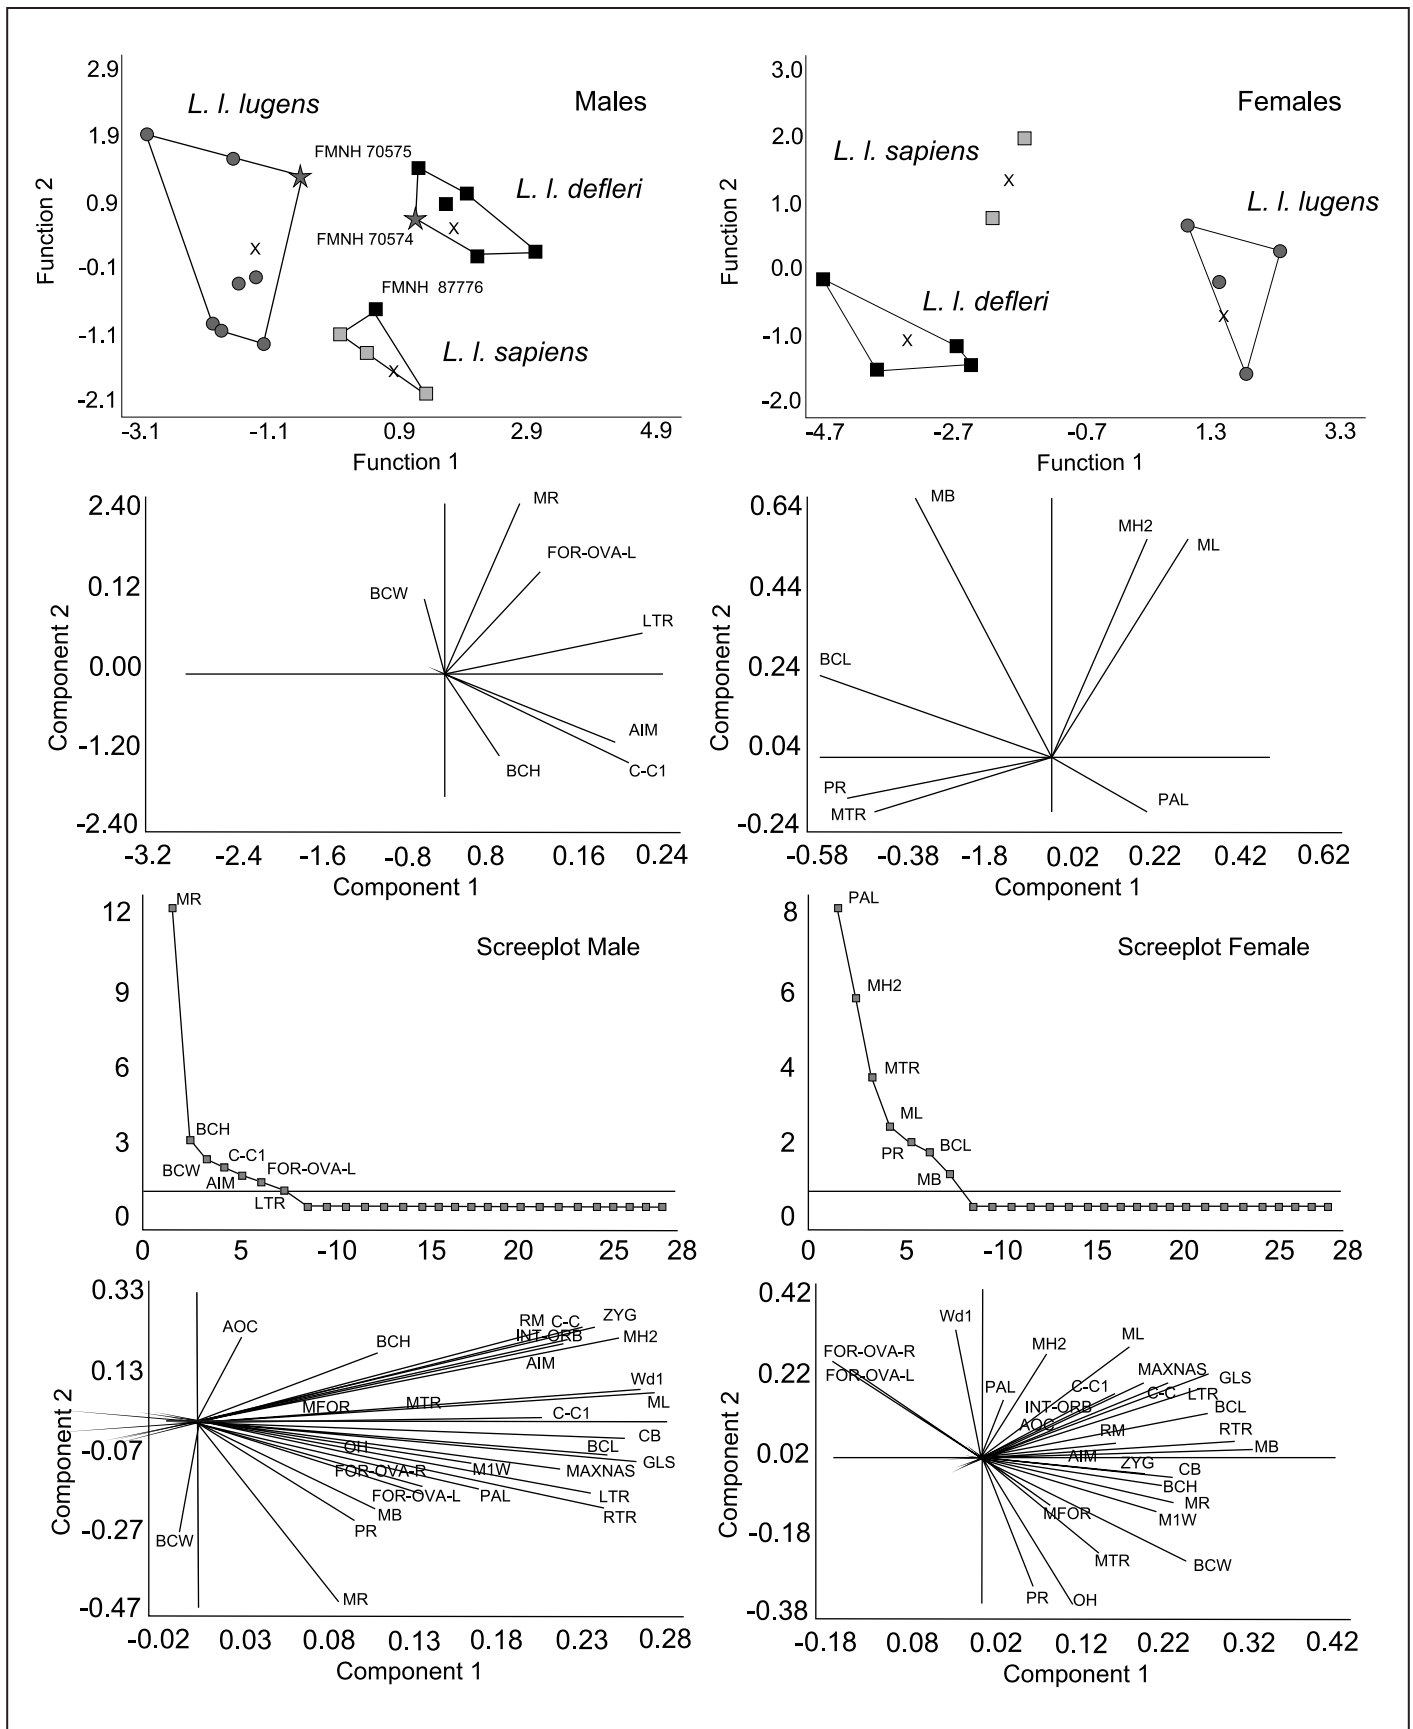 2.9
1.9
0.9
-0.1
-1.1
-2.1
Function 2
L. l. lugens
Males
FMNH 70575
L. l. defleri
FMNH 70574
FMNH 87776
L. l. sapiens
X
X
X
-3.1 -1.1 0.9 2.9 4.9
Function 1
3.0
2.0
1.0
0.0
-1.0
-2.0
Function 2
Females
L. l. sapiens
L. l. lugens
L. l. defleri
X
X
X
-4.7 -2.7 -0.7 1.3 3.3
Function 1
2.40
0.12
0.00
-1.20
-2.40
Component 2
MR
FOR-OVA-L
BCW
LTR
AIM
BCH
C-C1
-3.2 -2.4 -1.6 -0.8 0.8 0.16 0.24
Component 1
0.64
0.44
0.24
0.04
-0.24
Component 2
MB
MH2
ML
BCL
PR
MTR
PAL
-0.58 -0.38 -1.8 0.02 0.22 0.42 0.62
Component 1
12
9
6
3
0
MR
Screeplot Male
BCH
BCW
C-C1
AIM
FOR-OVA-L
LTR
0 5 -10 15 20 21 28
8
6
4
2
0
PAL
Screeplot Female
MH2
MTR
ML
PR
BCL
MB
0 5 -10 15 20 21 28
0.33
0.13
-0.07
-0.27
-0.47
Component 2
AOC
BCH
RM
C-C
ZYG
INT-ORB
MH2
AIM
Wd1
ML
MTR
MFOR
C-C1
CB
OH
BCL
GLS
FOR-OVA-R
M1W
MAXNAS
FOR-OVA-L
PAL
LTR
MB
RTR
PR
BCW
MR
-0.02 0.03 0.08 0.13 0.18 0.23 0.28
Component 1
0.42
0.22
0.02
-0.18
-0.38
Component 2
Wd1
ML
MH2
FOR-OVA-R
FOR-OVA-L
MAXNAS
GLS
PAL
C-C1
C-C
LTR
INT-ORB
BCL
AOC
RM
RTR
MB
AIM
ZYG
CB
BCH
MR
MFOR
M1W
MTR
BCW
PR
OH
-0.18 0.08 0.02 0.12 0.22 0.32 0.42
Component 1